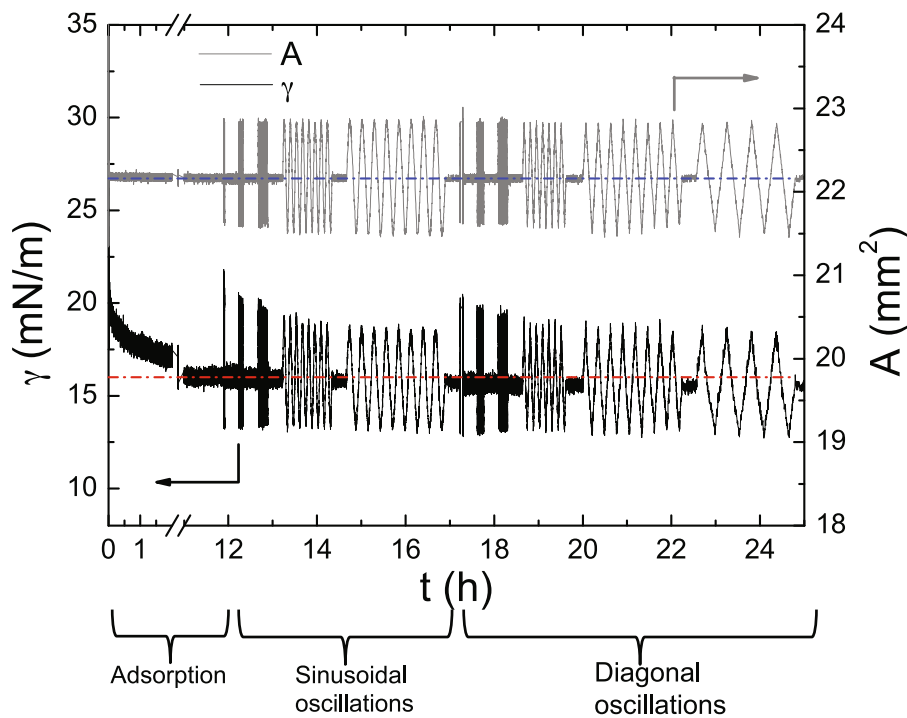 A
γ
γ (mN/m)
35
30
25
20
15
10
A (mm²)
24
23
22
21
20
19
18
0 1 12 14 16 18 20 22 24
t (h)
Adsorption
Sinusoidal
oscillations
Diagonal
oscillations